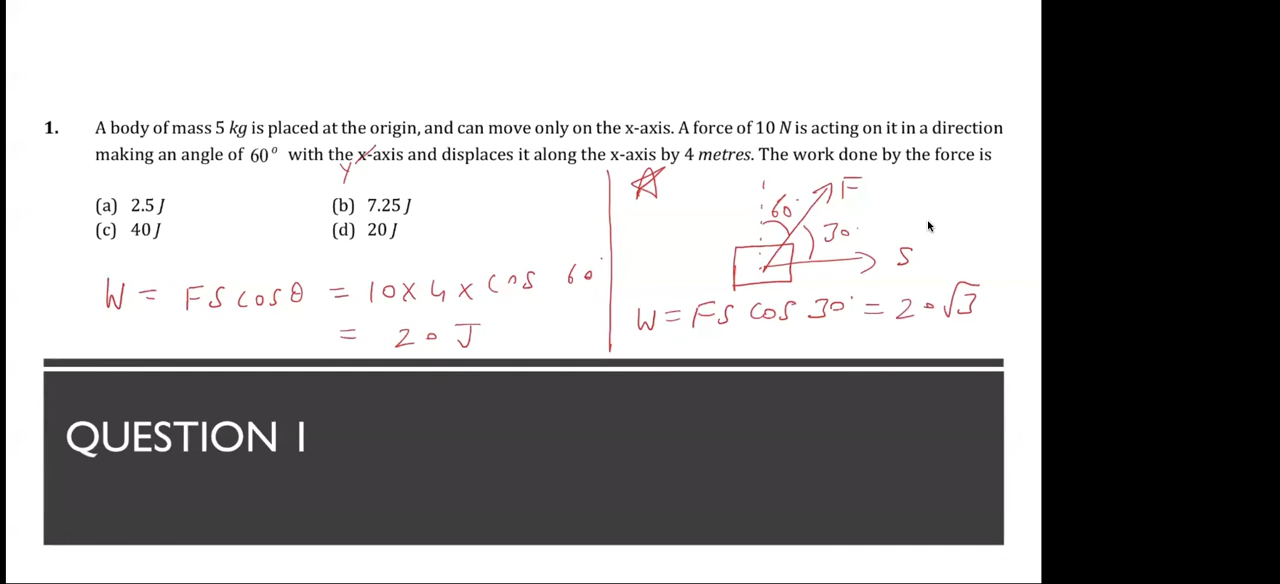 1. A body of mass 5 kg is placed at the origin, and can move only on the x-axis. A force of 10 N is acting on it in a direction
making an angle of 60° with the x-axis and displaces it along the x-axis by 4 metres. The work done by the force is
Y
(a) 2.5 J (b) 7.25 J
(c) 40 J (d) 20 J
60° F
30°
S
W = FS cosθ = 10 × 4 × cos 60°
= 20 J
W = FS cos 30° = 20√3
QUESTION 1